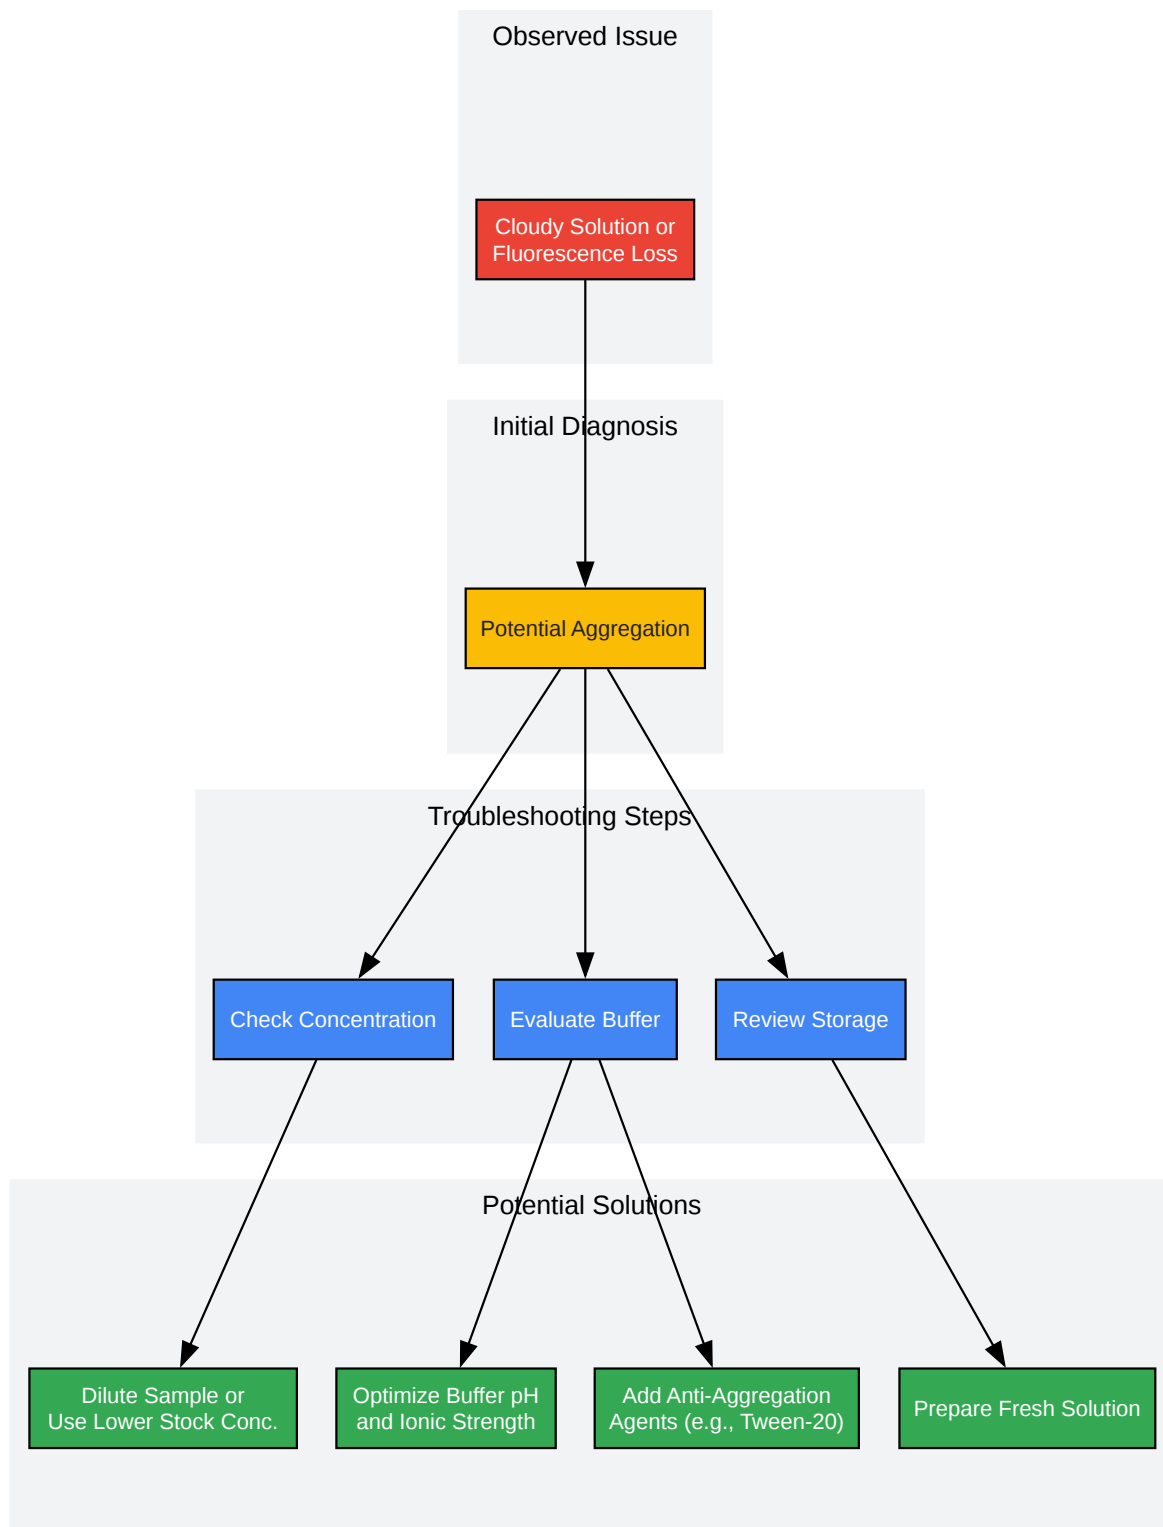 Observed Issue
Cloudy Solution or
Fluorescence Loss
Initial Diagnosis
Potential Aggregation
Troubleshooting Steps
Check Concentration
Evaluate Buffer
Review Storage
Potential Solutions
Dilute Sample or
Use Lower Stock Conc.
Optimize Buffer pH
and Ionic Strength
Add Anti-Aggregation
Agents (e.g., Tween-20)
Prepare Fresh Solution